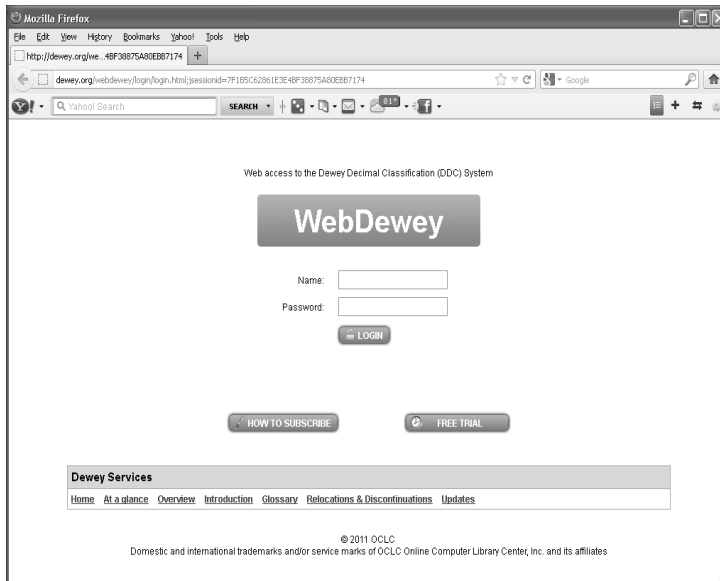 Mozilla Firefox
File Edit View History Bookmarks Yahoo! Tools Help
http://dewey.org/we...4BF38875A80EBB7174 +
dewey.org/webdewey/login/login.html;jsessionid=7F1B5C62861E3E4BF38875A80EBB7174 Google
Y! Yahoo! Search SEARCH 81° f
Web access to the Dewey Decimal Classification (DDC) System
WebDewey
Name:
Password:
LOGIN
HOW TO SUBSCRIBE FREE TRIAL
Dewey Services
Home At a glance Overview Introduction Glossary Relocations & Discontinuations Updates
© 2011 OCLC
Domestic and international trademarks and/or service marks of OCLC Online Computer Library Center, Inc. and its affiliates